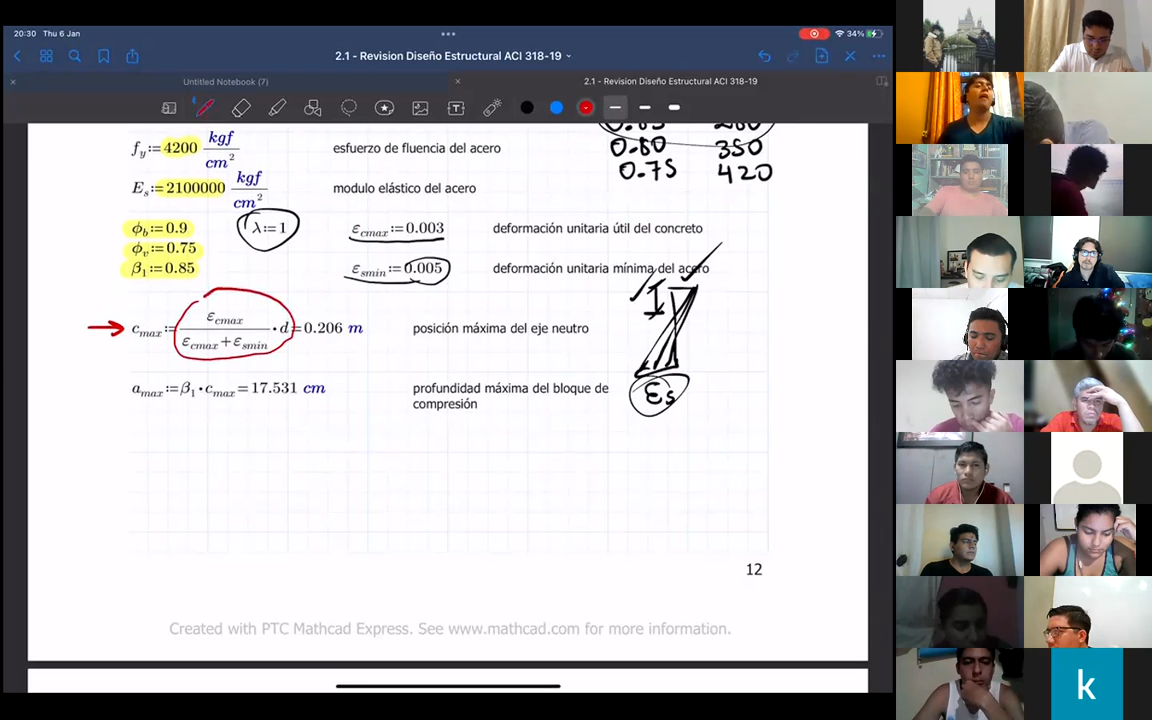 20:30 Thu 6 Jan
34%
2.1 - Revision Diseño Estructural ACI 318-19
Untitled Notebook (7)
2.1 - Revision Diseño Estructural ACI 318-19
f_y := 4200 kgf/cm² esfuerzo de fluencia del acero
0.80 350
0.75 420
E_s := 2100000 kgf/cm² modulo elástico del acero
ϕ_b := 0.9 λ := 1 ε_cmax := 0.003 deformación unitaria útil del concreto
ϕ_v := 0.75
β_1 := 0.85 ε_smin := 0.005 deformación unitaria mínima del acero
c_max := ε_cmax/(ε_cmax + ε_smin) · d = 0.206 m posición máxima del eje neutro
a_max := β_1 · c_max = 17.531 cm profundidad máxima del bloque de
compresión
εs
12
Created with PTC Mathcad Express. See www.mathcad.com for more information.
k